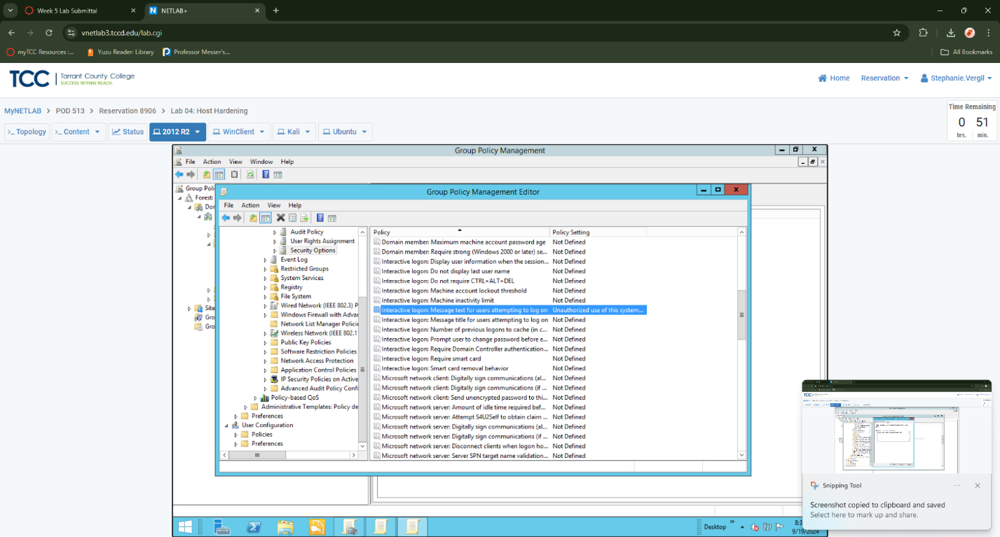 Week 5 Lab Submittal
NETLAB+
vnetlab3.tccd.edu/lab.cgi
myTCC Resources :...
Yuzu Reader: Library
Professor Messer's...
All Bookmarks
TCC
Tarrant County College
SUCCESS WITHIN REACH.
Home
Reservation
Stephanie.Vergil
MyNETLAB > POD 513 > Reservation 8906 > Lab 04: Host Hardening
Time Remaining
0 51
hrs. min.
>_ Topology
>_ Content
Status
2012 R2
WinClient
Kali
Ubuntu
Group Policy Management
File Action View Window Help
Group Poli
Forest:
Dor
Site
Gro
Gro
Group Policy Management Editor
File Action View Help
Audit Policy
User Rights Assignment
Security Options
Event Log
Restricted Groups
System Services
Registry
File System
Wired Network (IEEE 802.3) P
Windows Firewall with Advar
Network List Manager Policie
Wireless Network (IEEE 802.1
Public Key Policies
Software Restriction Policies
Network Access Protection
Application Control Policies
IP Security Policies on Active
Advanced Audit Policy Confi
Policy-based QoS
Administrative Templates: Policy de
Preferences
User Configuration
Policies
Preferences
Policy Policy Setting
Domain member: Maximum machine account password age Not Defined
Domain member: Require strong (Windows 2000 or later) se... Not Defined
Interactive logon: Display user information when the session... Not Defined
Interactive logon: Do not display last user name Not Defined
Interactive logon: Do not require CTRL+ALT+DEL Not Defined
Interactive logon: Machine account lockout threshold Not Defined
Interactive logon: Machine inactivity limit Not Defined
Interactive logon: Message text for users attempting to log on Unauthorized use of this system...
Interactive logon: Message title for users attempting to log on Not Defined
Interactive logon: Number of previous logons to cache (in c... Not Defined
Interactive logon: Prompt user to change password before e... Not Defined
Interactive logon: Require Domain Controller authentication... Not Defined
Interactive logon: Require smart card Not Defined
Interactive logon: Smart card removal behavior Not Defined
Microsoft network client: Digitally sign communications (al... Not Defined
Microsoft network client: Digitally sign communications (if ... Not Defined
Microsoft network client: Send unencrypted password to thi... Not Defined
Microsoft network server: Amount of idle time required bef... Not Defined
Microsoft network server: Attempt S4U2Self to obtain claim ... Not Defined
Microsoft network server: Digitally sign communications (al... Not Defined
Microsoft network server: Digitally sign communications (if ... Not Defined
Microsoft network server: Disconnect clients when logon ho... Not Defined
Microsoft network server: Server SPN target name validation... Not Defined
Snipping Tool
Screenshot copied to clipboard and saved
Select here to mark up and share.
Desktop
8:3
9/19/2024